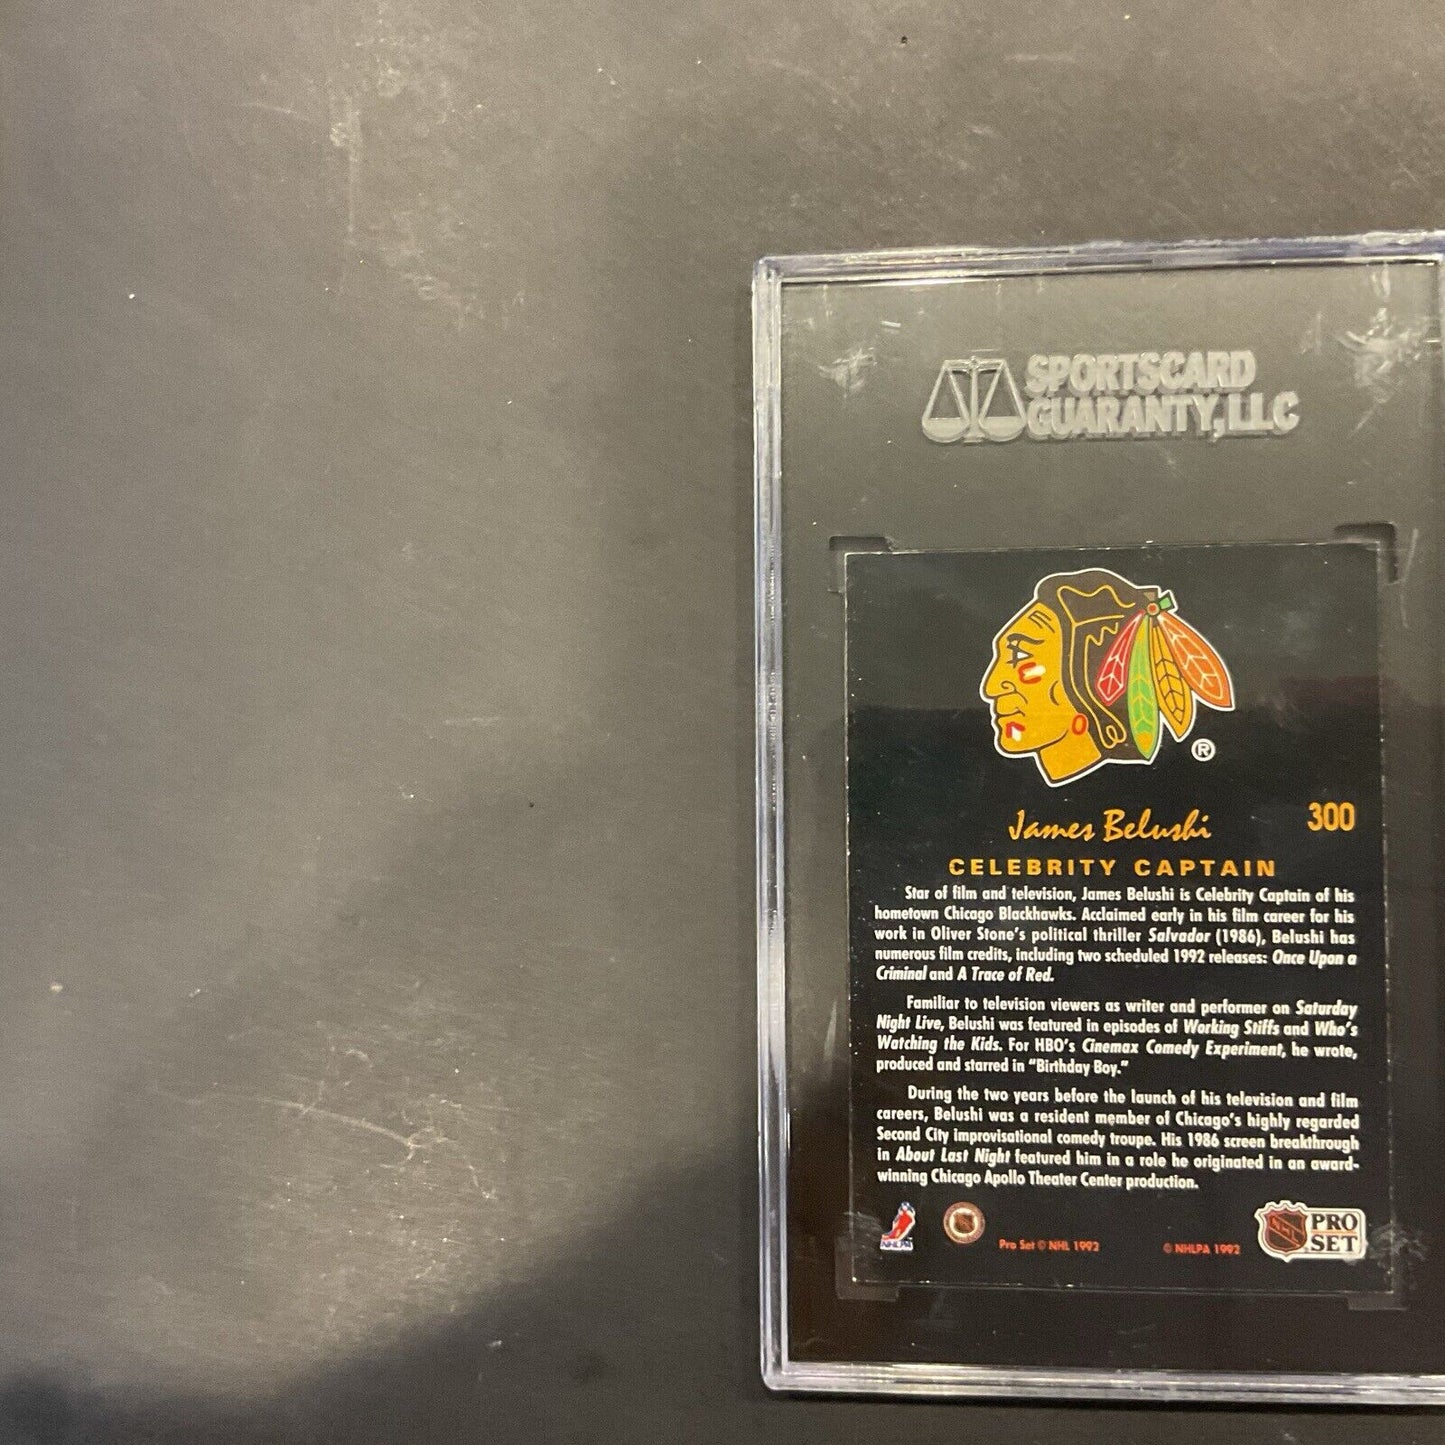 SPORTSCARD
GUARANTY, LLC
®
James Belushi
300
CELEBRITY CAPTAIN
Star of film and television, James Belushi is Celebrity Captain of his
hometown Chicago Blackhawks. Acclaimed early in his film career for his
work in Oliver Stone's political thriller Salvador (1986), Belushi has
numerous film credits, including two scheduled 1992 releases: Once Upon a
Criminal and A Trace of Red.
Familiar to television viewers as writer and performer on Saturday
Night Live, Belushi was featured in episodes of Working Stiffs and Who's
Watching the Kids. For HBO's Cinemax Comedy Experiment, he wrote,
produced and starred in "Birthday Boy."
During the two years before the launch of his television and film
careers, Belushi was a resident member of Chicago's highly regarded
Second City improvisational comedy troupe. His 1986 screen breakthrough
in About Last Night featured him in a role he originated in an award-
winning Chicago Apollo Theater Center production.
NHLPA
Pro Set © NHL 1992
© NHLPA 1992
NHL
PRO
SET